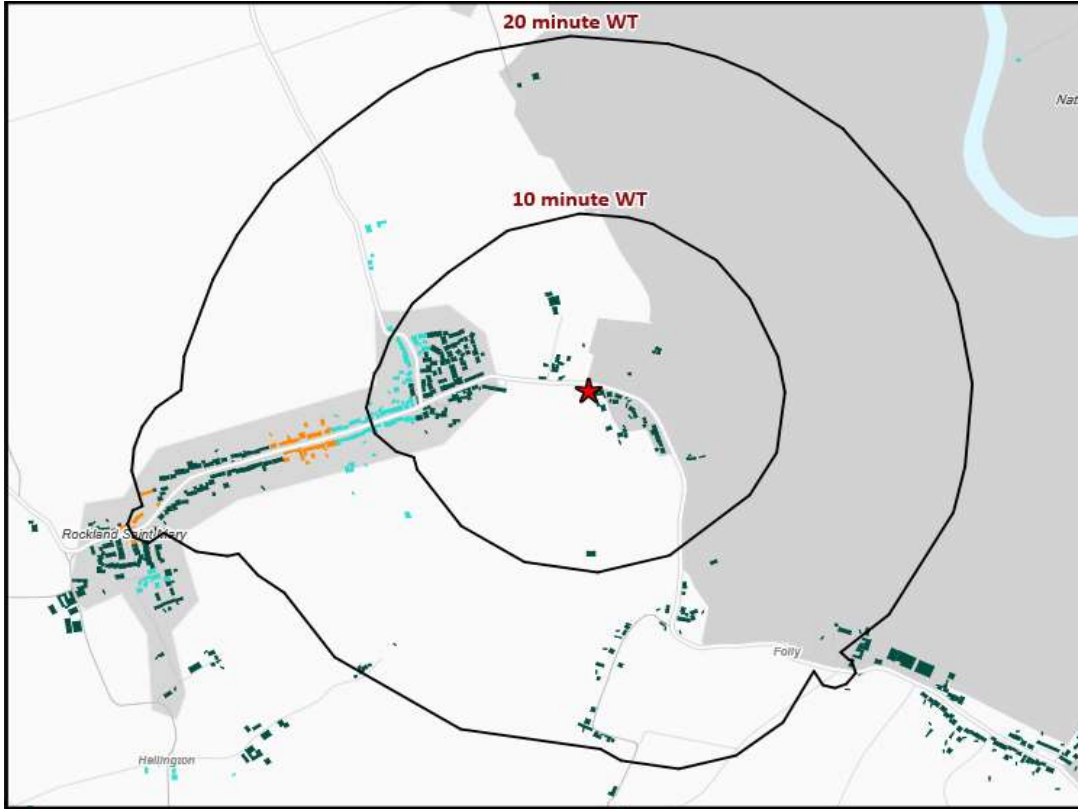 20 minute WT
Nat
10 minute WT
Rockland Saint Mary
Folly
Hellington